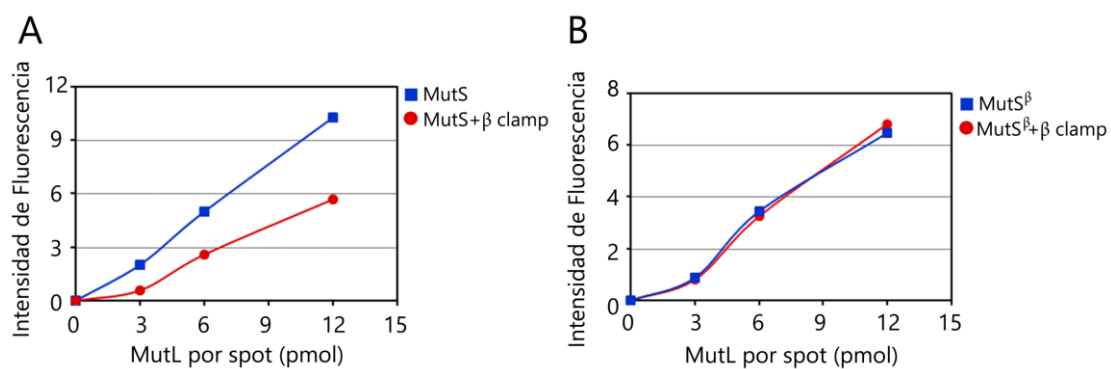 A
Intensidad de Fluorescencia
12
9
6
3
0
0 3 6 9 12 15
MutL por spot (pmol)
MutS
MutS+β clamp
B
Intensidad de Fluorescencia
8
6
4
2
0
0 3 6 9 12 15
MutL por spot (pmol)
MutSᵝ
MutSᵝ+β clamp